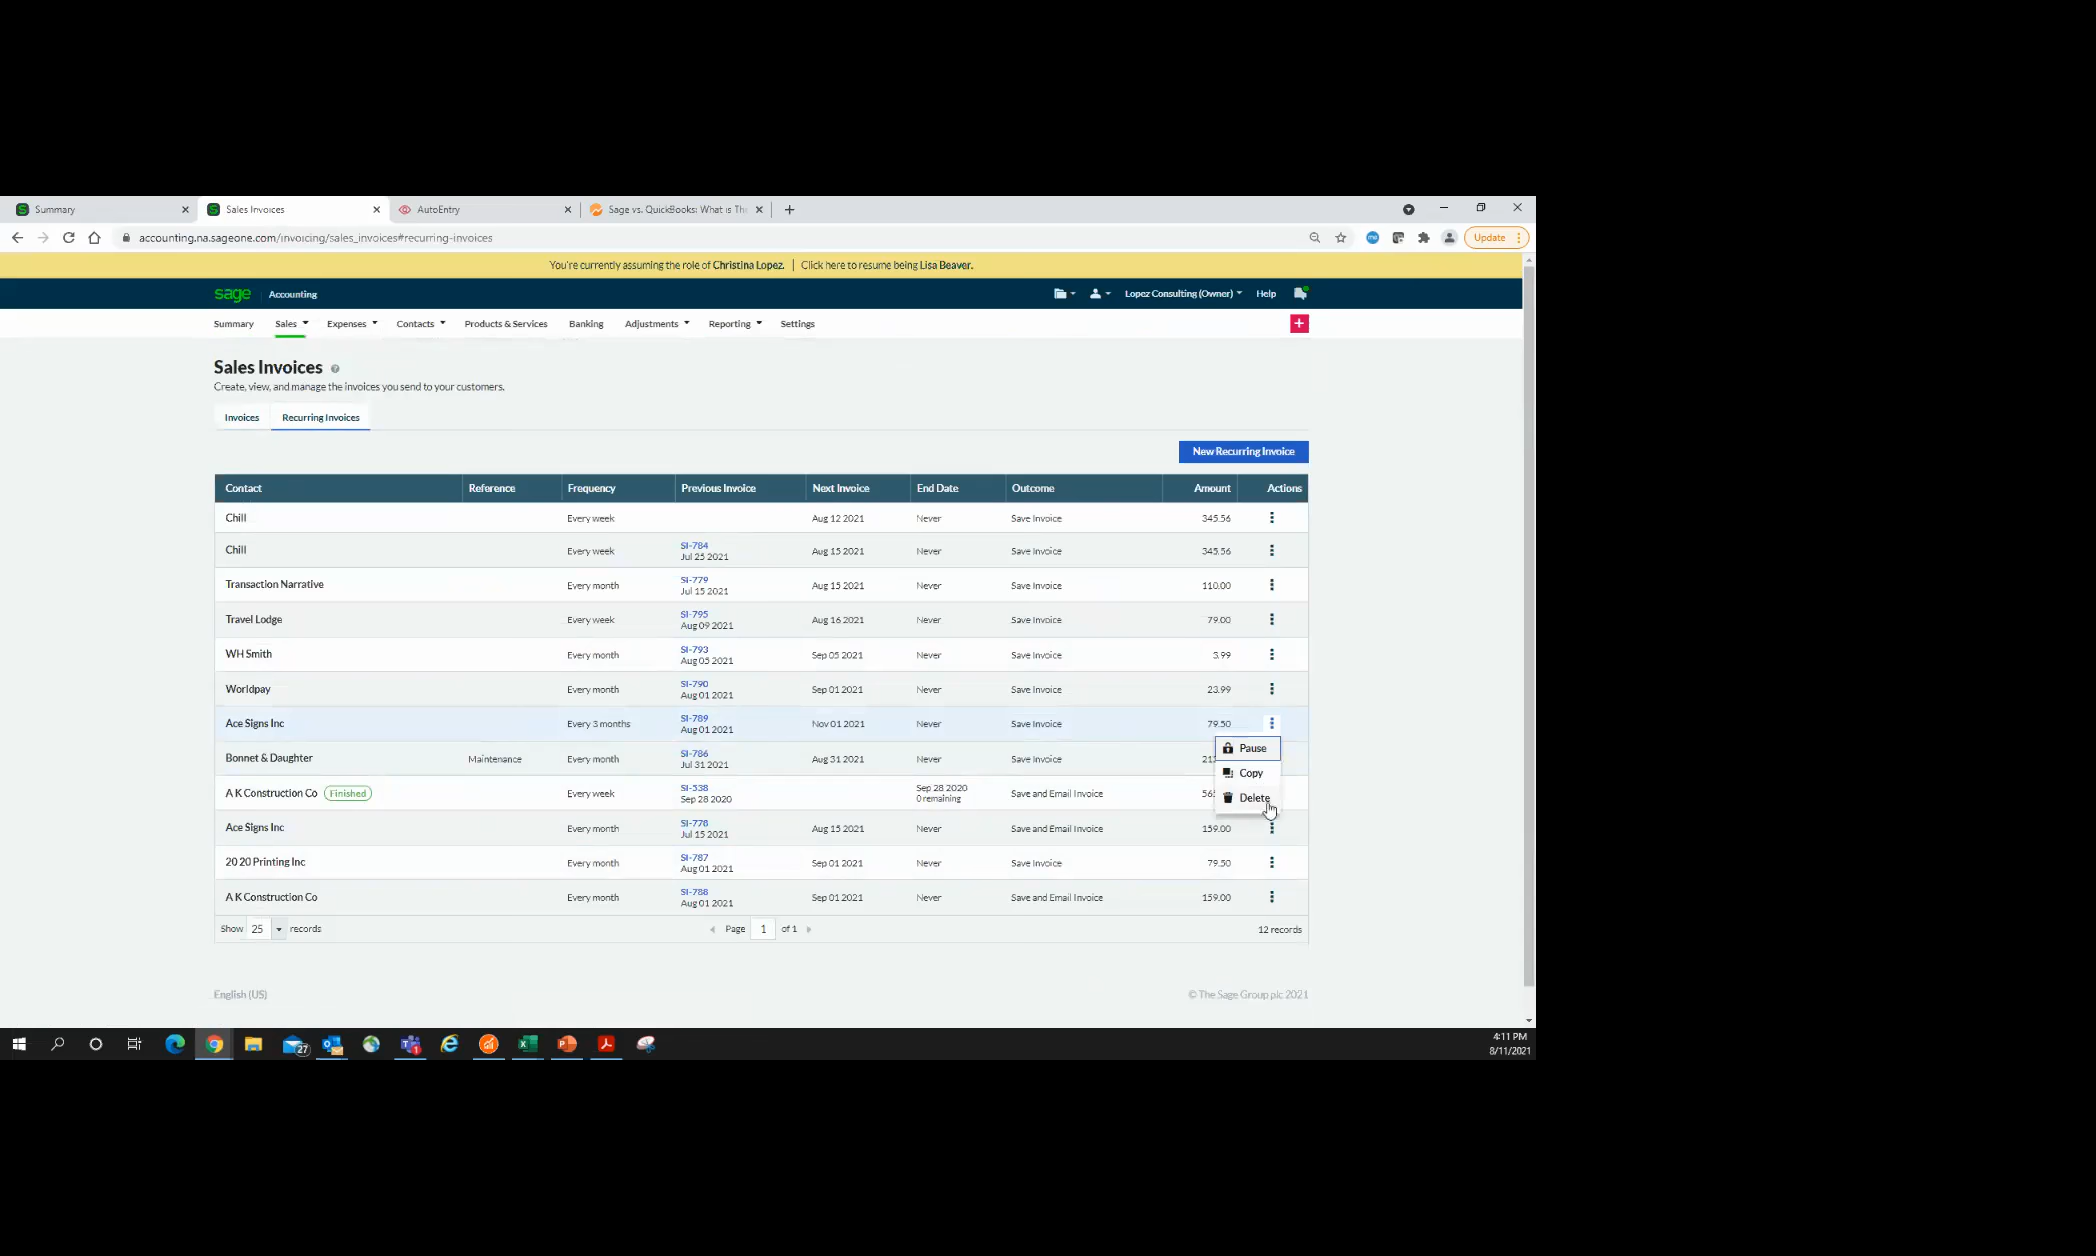 Summary
Sales Invoices
AutoEntry
Sage vs. QuickBooks: What is Th
accounting.na.sageone.com/invoicing/sales_invoices#recurring-invoices
Update
You're currently assuming the role of Christina Lopez. | Click here to resume being Lisa Beaver.
sage Accounting
Lopez Consulting (Owner) Help
Summary Sales Expenses Contacts Products & Services Banking Adjustments Reporting Settings
Sales Invoices
Create, view, and manage the invoices you send to your customers.
Invoices Recurring Invoices
New Recurring Invoice
Contact Reference Frequency Previous Invoice Next Invoice End Date Outcome Amount Actions
Chill Every week Aug 12 2021 Never Save Invoice 345.56
Chill Every week SI-784 Jul 25 2021 Aug 15 2021 Never Save Invoice 345.56
Transaction Narrative Every month SI-779 Jul 15 2021 Aug 15 2021 Never Save Invoice 110.00
Travel Lodge Every week SI-795 Aug 09 2021 Aug 16 2021 Never Save Invoice 79.00
WH Smith Every month SI-793 Aug 05 2021 Sep 05 2021 Never Save Invoice 3.99
Worldpay Every month SI-790 Aug 01 2021 Sep 01 2021 Never Save Invoice 23.99
Ace Signs Inc Every 3 months SI-789 Aug 01 2021 Nov 01 2021 Never Save Invoice 79.50
Pause
Copy
Delete
Bonnet & Daughter Maintenance Every month SI-786 Jul 31 2021 Aug 31 2021 Never Save Invoice
A K Construction Co Finished Every week SI-538 Sep 28 2020 Sep 28 2020 0 remaining Save and Email Invoice
Ace Signs Inc Every month SI-778 Jul 15 2021 Aug 15 2021 Never Save and Email Invoice 159.00
20 20 Printing Inc Every month SI-787 Aug 01 2021 Sep 01 2021 Never Save Invoice 79.50
A K Construction Co Every month SI-788 Aug 01 2021 Sep 01 2021 Never Save and Email Invoice 159.00
Show 25 records Page 1 of 1 12 records
English (US) © The Sage Group plc 2021
27
4:11 PM
8/11/2021